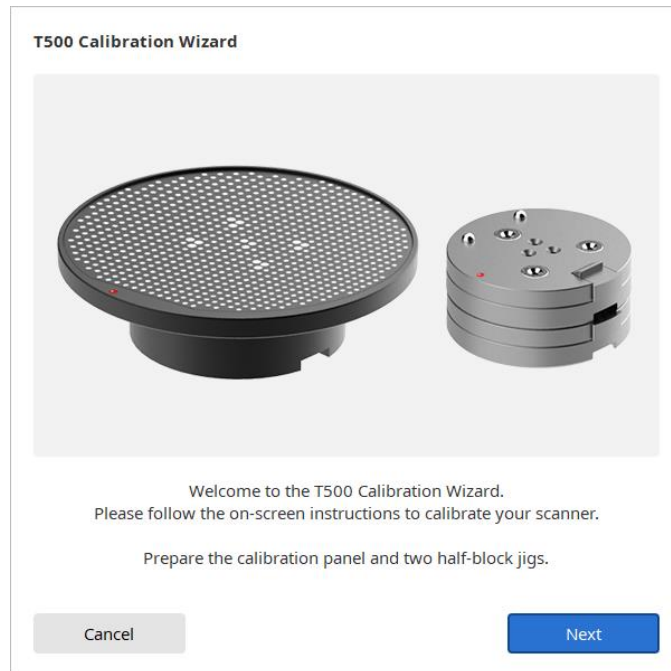 T500 Calibration Wizard
Welcome to the T500 Calibration Wizard.
Please follow the on-screen instructions to calibrate your scanner.
Prepare the calibration panel and two half-block jigs.
Cancel
Next